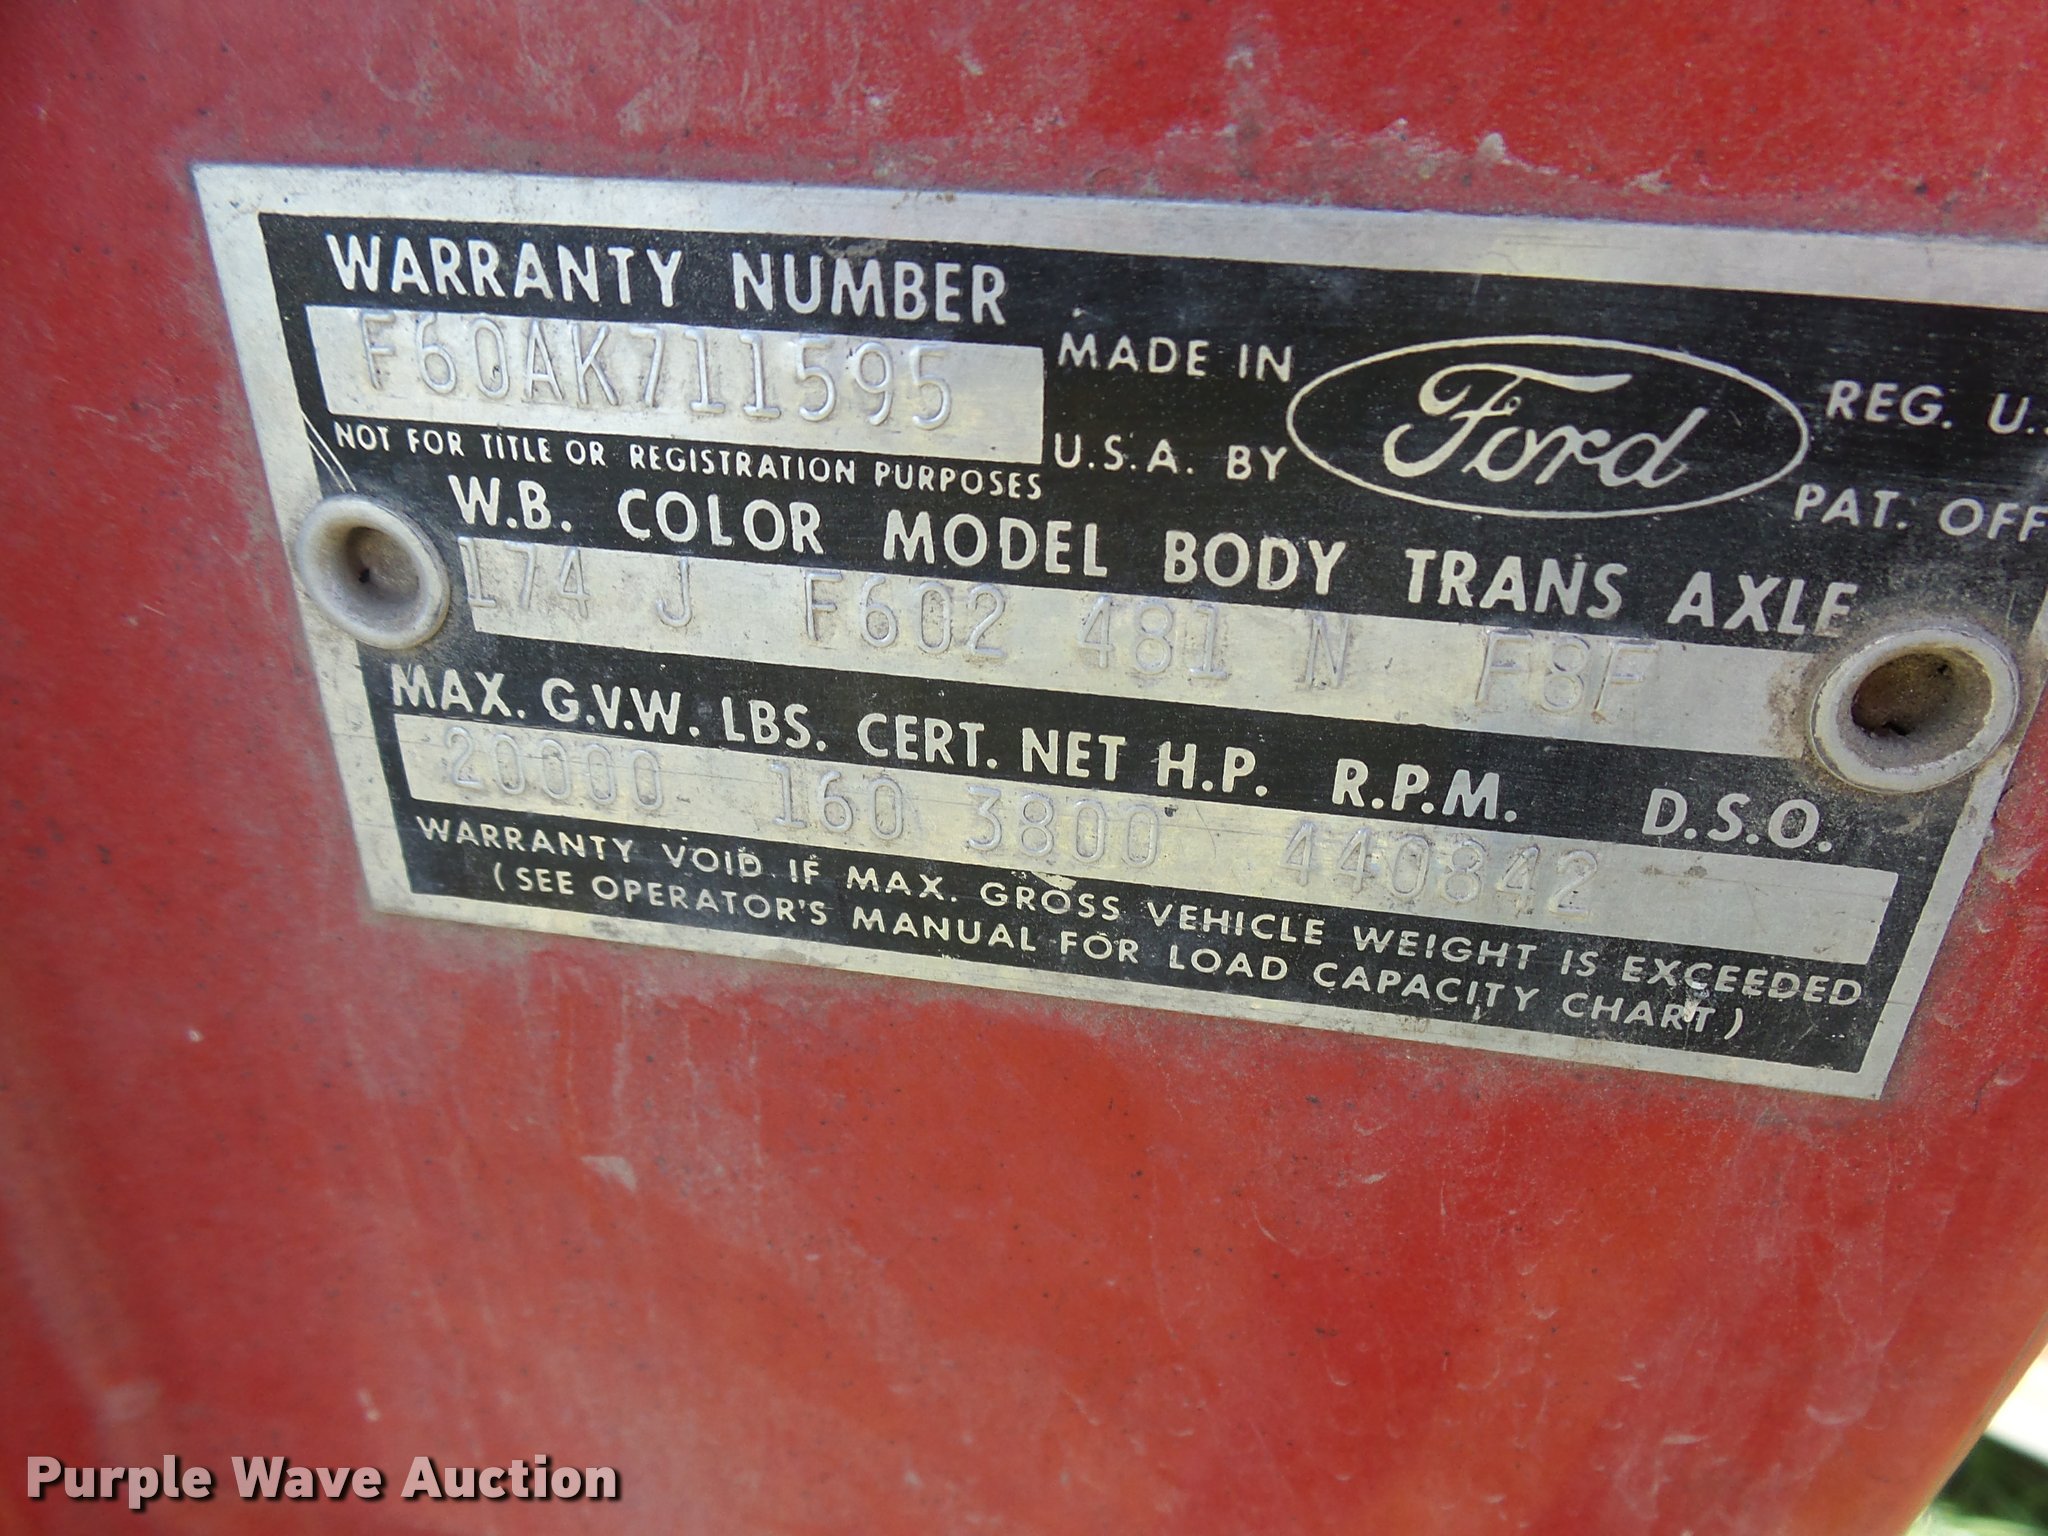 WARRANTY NUMBER
F60AK711595
MADE IN
U.S.A. BY
Ford
REG. U.S
PAT. OFF
NOT FOR TITLE OR REGISTRATION PURPOSES
W.B. COLOR MODEL BODY TRANS AXLE
174 J F602 481 N F8F
MAX. G.V.W. LBS. CERT. NET H.P. R.P.M. D.S.O.
20000 160 3800 440842
WARRANTY VOID IF MAX. GROSS VEHICLE WEIGHT IS EXCEEDED
(SEE OPERATOR'S MANUAL FOR LOAD CAPACITY CHART)
Purple Wave Auction